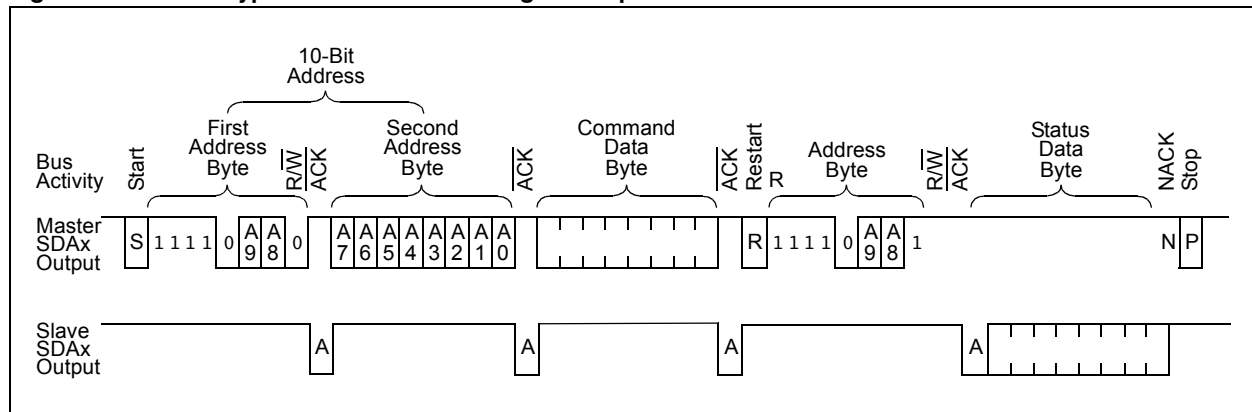 10-Bit
Address
First
Address
Byte
Second
Address
Byte
Command
Data
Byte
Address
Byte
Status
Data
Byte
Bus
Activity
Start
R/W
ACK
ACK
ACK
Restart
R
R/W
ACK
NACK
Stop
Master
SDAx
Output
S 1 1 1 1 0 A9 A8 0 A7 A6 A5 A4 A3 A2 A1 A0 R 1 1 1 1 0 A9 A8 1 N P
Slave
SDAx
Output
A A A A